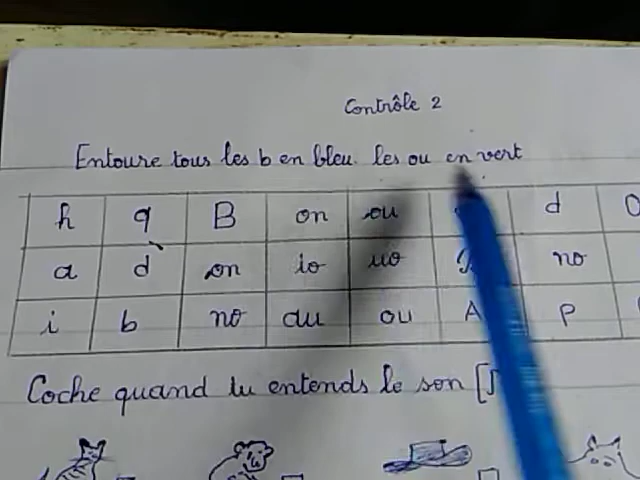 Contrôle 2
Entoure tous les b en bleu. les ou en vert
h q B on ou d
a d on io uo no
i b no au ou A p
Coche quand tu entends le son [ʃ